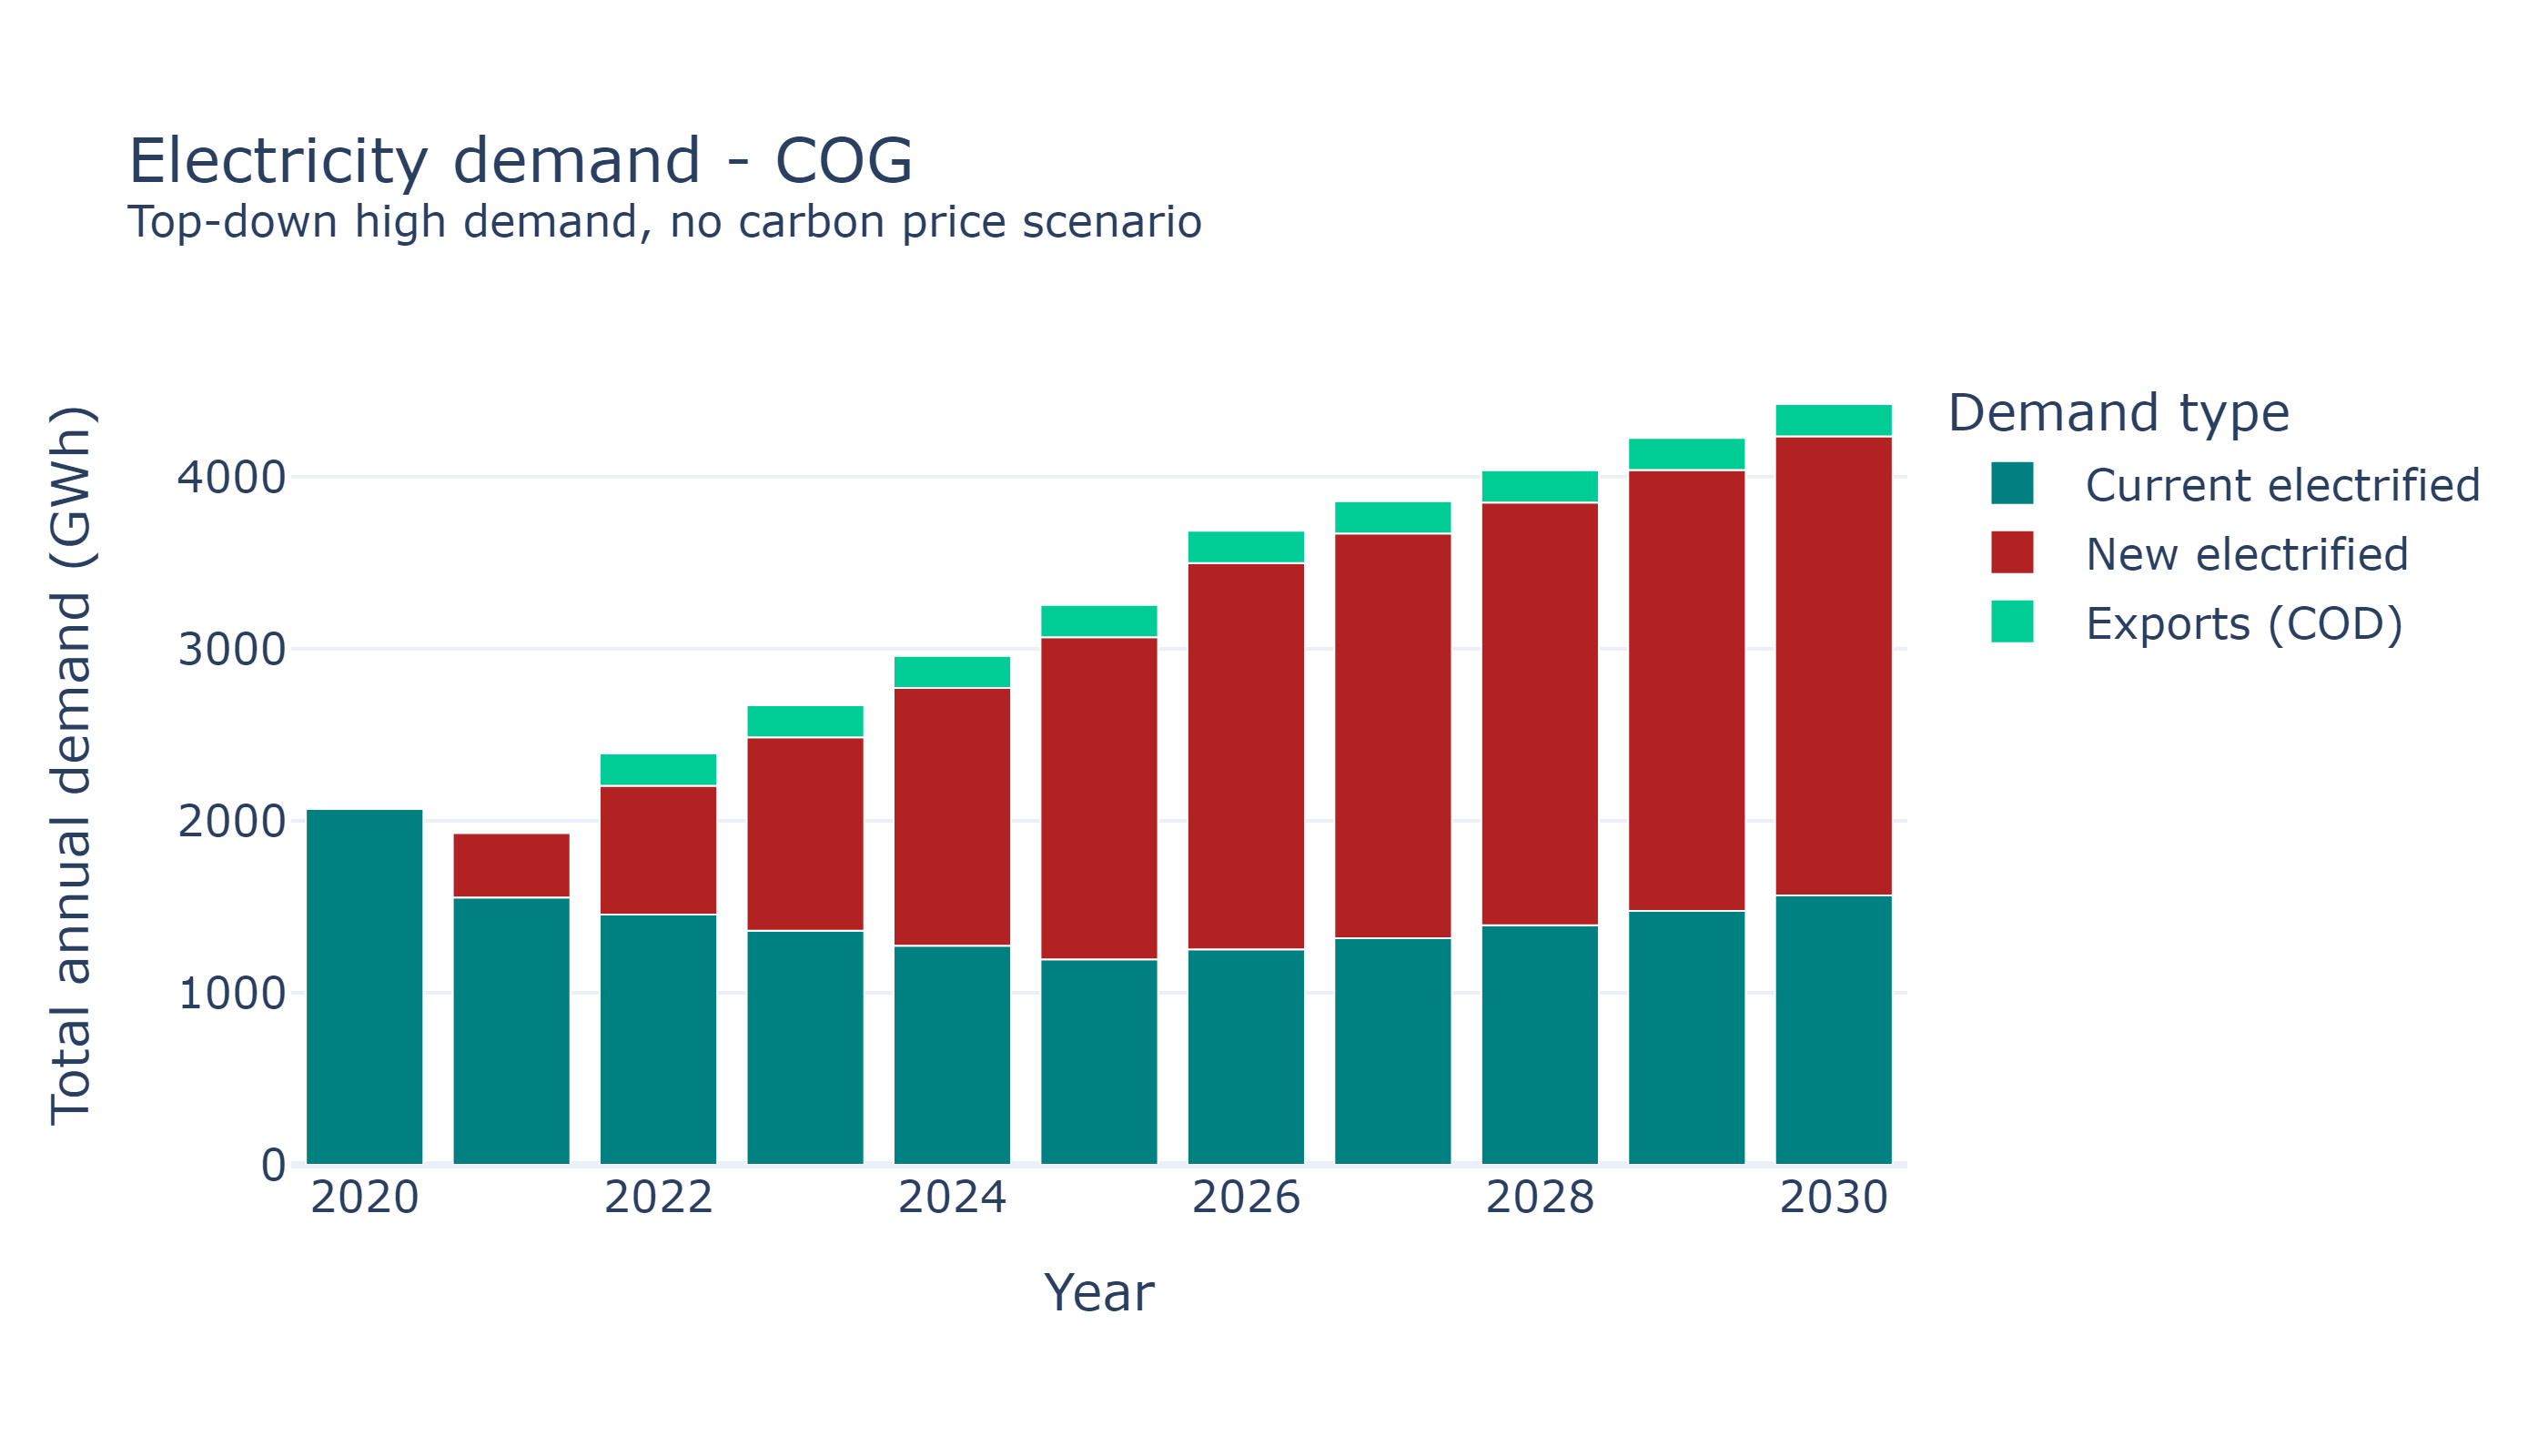 Electricity demand - COG
Top-down high demand, no carbon price scenario
Total annual demand (GWh)
4000
3000
2000
1000
0
2020
2022
2024
2026
2028
2030
Year
Demand type
Current electrified
New electrified
Exports (COD)